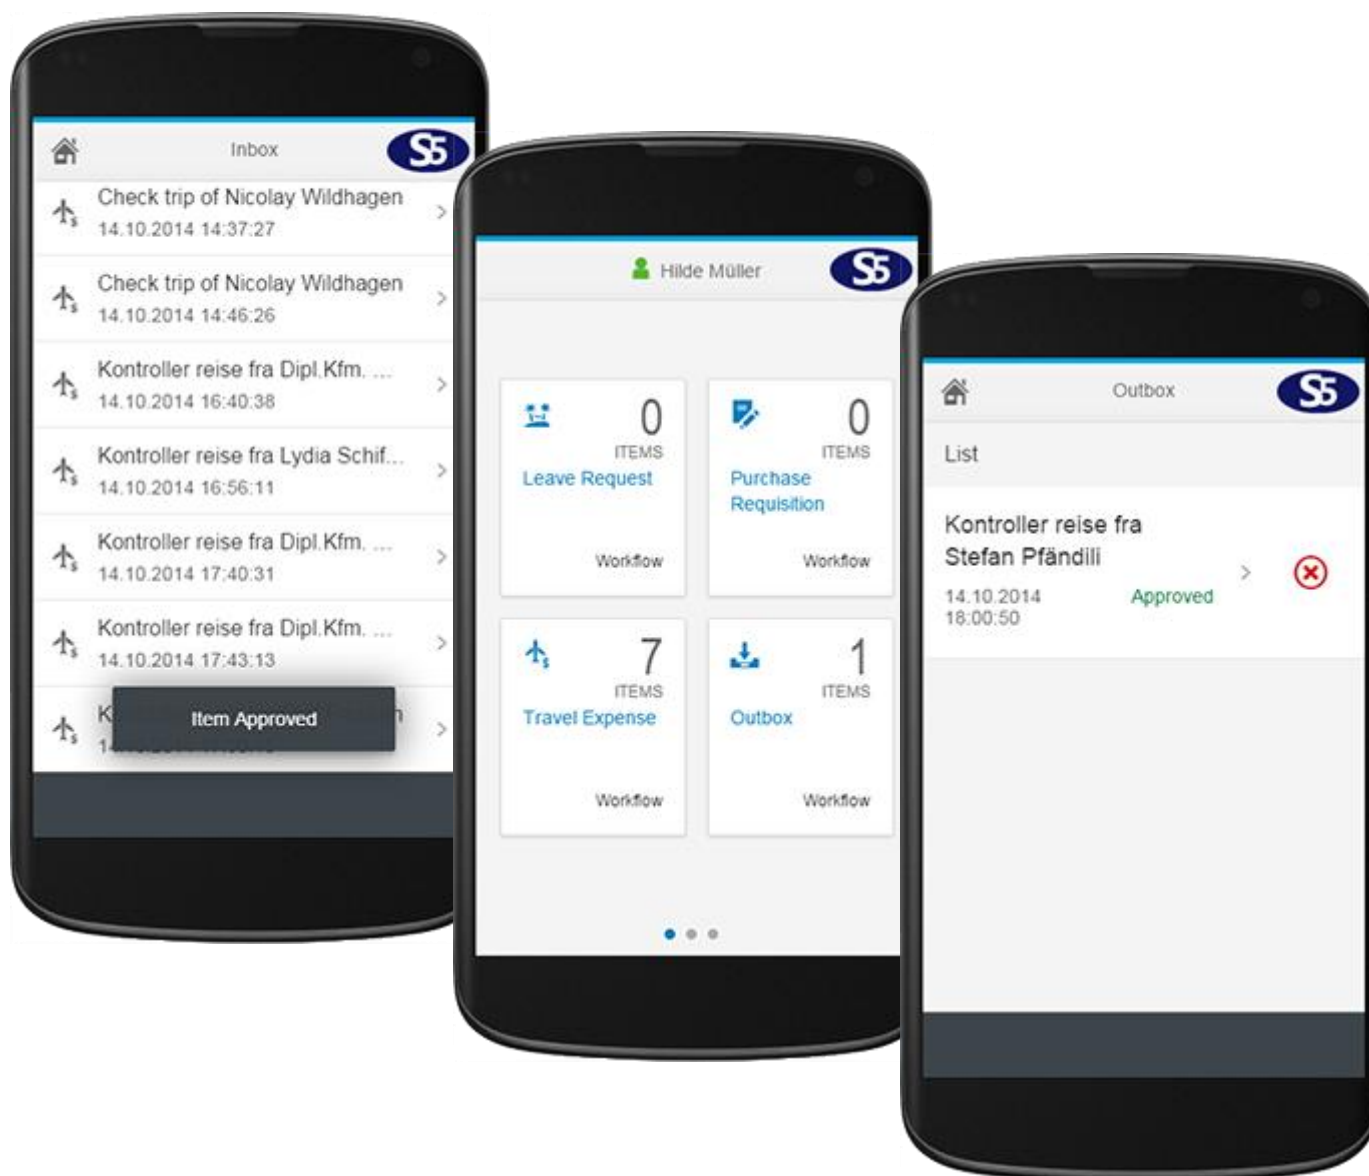 Inbox
S5
Check trip of Nicolay Wildhagen
14.10.2014 14:37:27
Check trip of Nicolay Wildhagen
14.10.2014 14:46:26
Kontroller reise fra Dipl.Kfm. ...
14.10.2014 16:40:38
Kontroller reise fra Lydia Schif...
14.10.2014 16:56:11
Kontroller reise fra Dipl.Kfm. ...
14.10.2014 17:40:31
Kontroller reise fra Dipl.Kfm. ...
14.10.2014 17:43:13
Item Approved
Hilde Müller
S5
0
ITEMS
Leave Request
Workflow
0
ITEMS
Purchase
Requisition
Workflow
7
ITEMS
Travel Expense
Workflow
1
ITEMS
Outbox
Workflow
Outbox
S5
List
Kontroller reise fra
Stefan Pfändili
14.10.2014
18:00:50
Approved